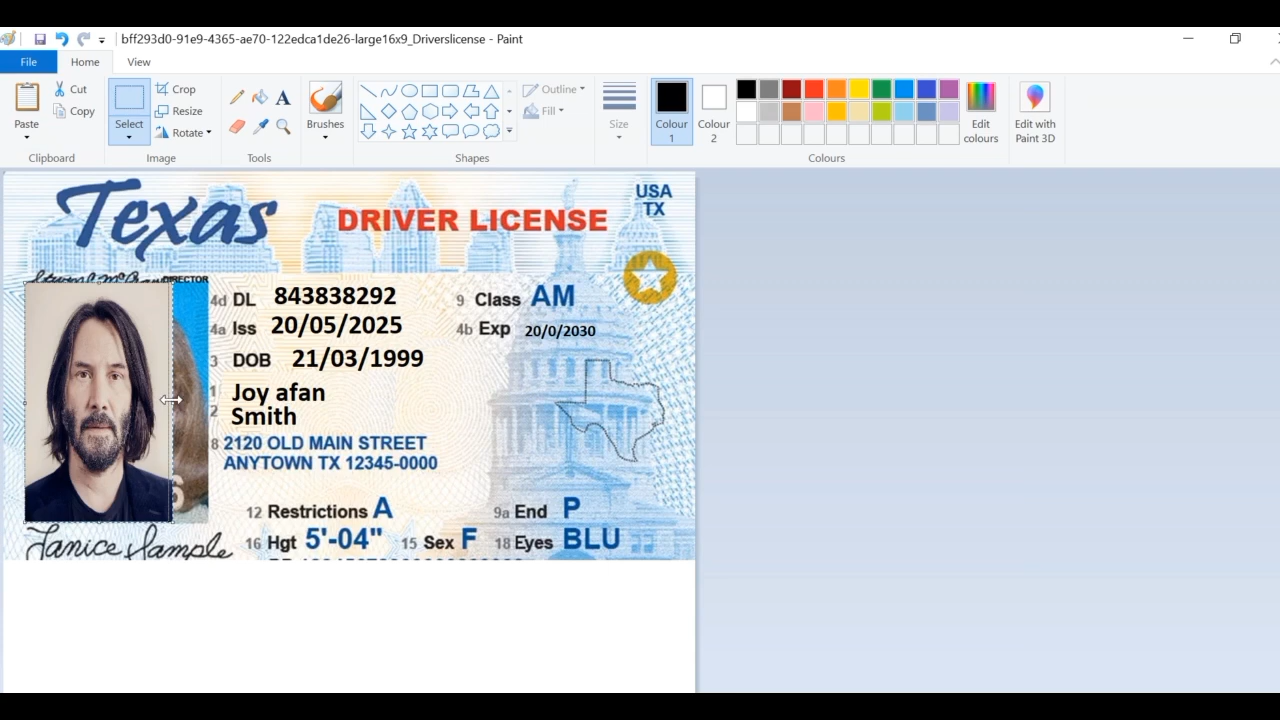 bff293d0-91e9-4365-ae70-122edca1de26-large16x9_Driverslicense - Paint
File Home View
Paste
Cut
Copy
Clipboard
Select
Crop
Resize
Rotate
Image
A
Tools
Brushes
Outline
Fill
Shapes
Size
Colour 1
Colour 2
Edit colours
Edit with Paint 3D
Colours
Texas
DRIVER LICENSE
USA
TX
DIRECTOR
4d DL 843838292
9 Class AM
4a Iss 20/05/2025
4b Exp 20/0/2030
3 DOB 21/03/1999
1 Joy afan
2 Smith
8 2120 OLD MAIN STREET
ANYTOWN TX 12345-0000
12 Restrictions A
9a End P
16 Hgt 5'-04" 15 Sex F 18 Eyes BLU
Janice Sample